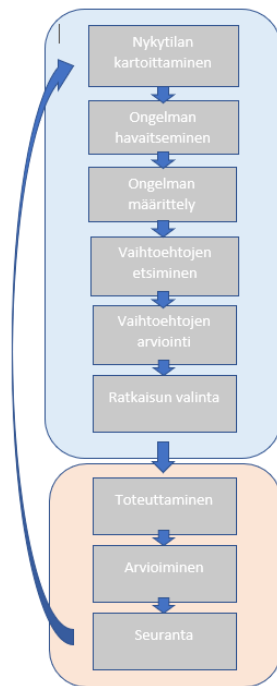 Nykytilan
kartoittaminen
Ongelman
havaitseminen
Ongelman
määrittely
Vaihtoehtojen
etsiminen
Vaihtoehtojen
arviointi
Ratkaisun valinta
Toteuttaminen
Arvioiminen
Seuranta